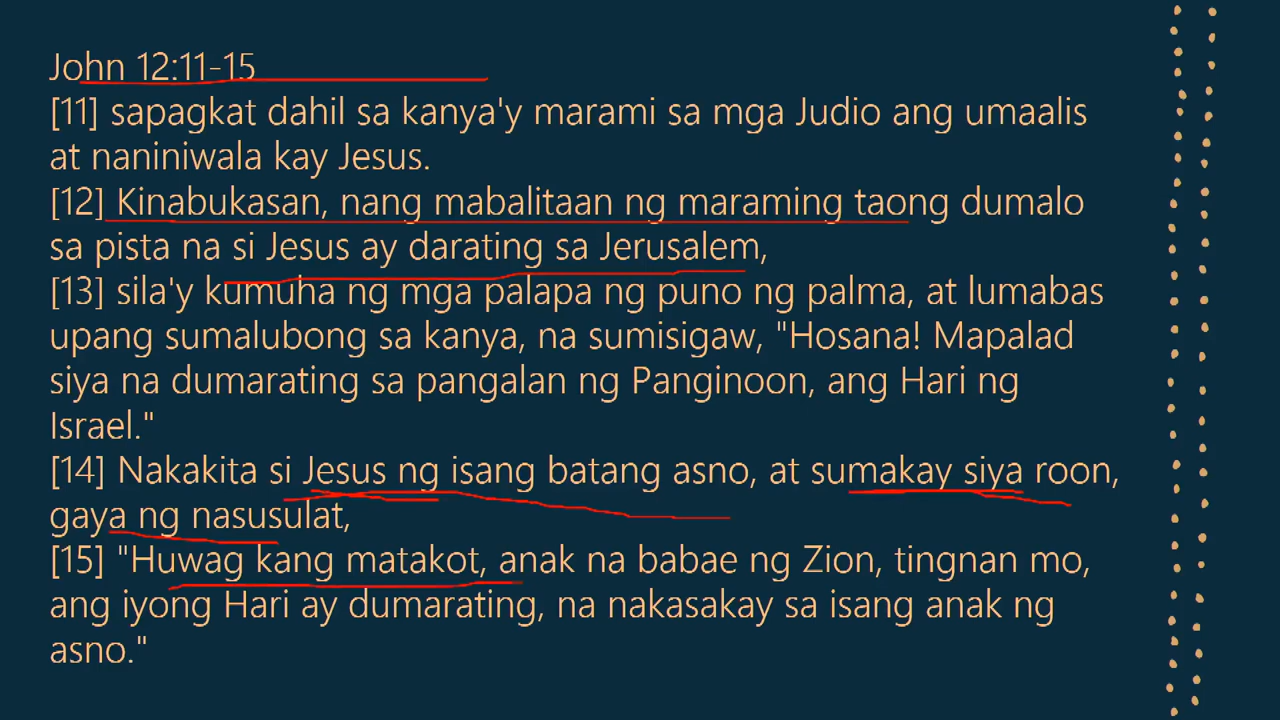 John 12:11-15
[11] sapagkat dahil sa kanya'y marami sa mga Judio ang umaalis
at naniniwala kay Jesus.
[12] Kinabukasan, nang mabalitaan ng maraming taong dumalo
sa pista na si Jesus ay darating sa Jerusalem,
[13] sila'y kumuha ng mga palapa ng puno ng palma, at lumabas
upang sumalubong sa kanya, na sumisigaw, "Hosana! Mapalad
siya na dumarating sa pangalan ng Panginoon, ang Hari ng
Israel."
[14] Nakakita si Jesus ng isang batang asno, at sumakay siya roon,
gaya ng nasusulat,
[15] "Huwag kang matakot, anak na babae ng Zion, tingnan mo,
ang iyong Hari ay dumarating, na nakasakay sa isang anak ng
asno."